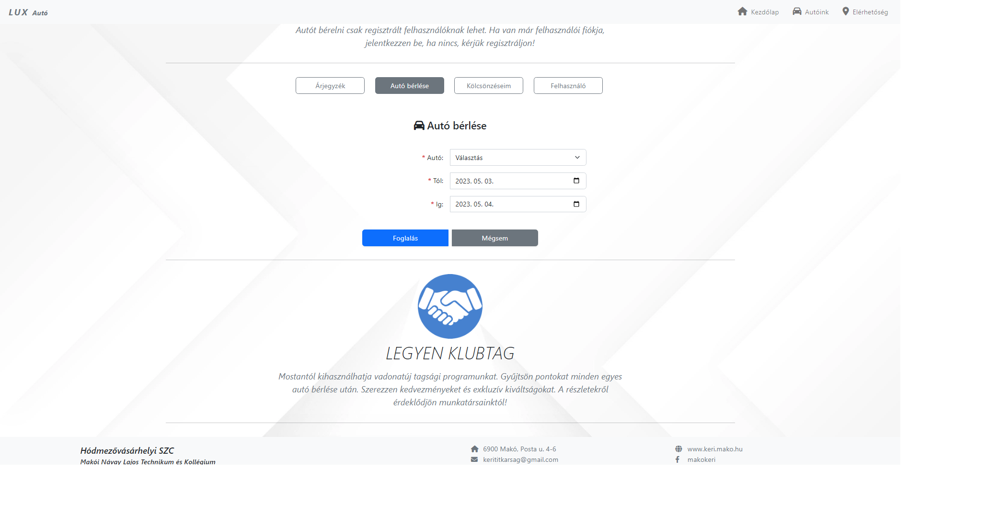 LUX Autó
Kezdőlap
Autóink
Elérhetőség
Autót bérelni csak regisztrált felhasználóknak lehet. Ha van már felhasználói fiókja,
jelentkezzen be, ha nincs, kérjük regisztráljon!
Árjegyzék
Autó bérlése
Kölcsönzéseim
Felhasználó
Autó bérlése
* Autó: Választás
* Tól: 2023. 05. 03.
* Ig: 2023. 05. 04.
Foglalás
Mégsem
LEGYEN KLUBTAG
Mostantól kihasználhatja vadonatúj tagsági programunkat. Gyűjtsön pontokat minden egyes
autó bérlése után. Szerezzen kedvezményeket és exkluzív kiváltságokat. A részletekről
érdeklődjön munkatársainktól!
Hódmezővásárhelyi SZC
Makói Návay Lajos Technikum és Kollégium
6900 Makó, Posta u. 4-6
kerititkarsag@gmail.com
www.keri.mako.hu
makokeri